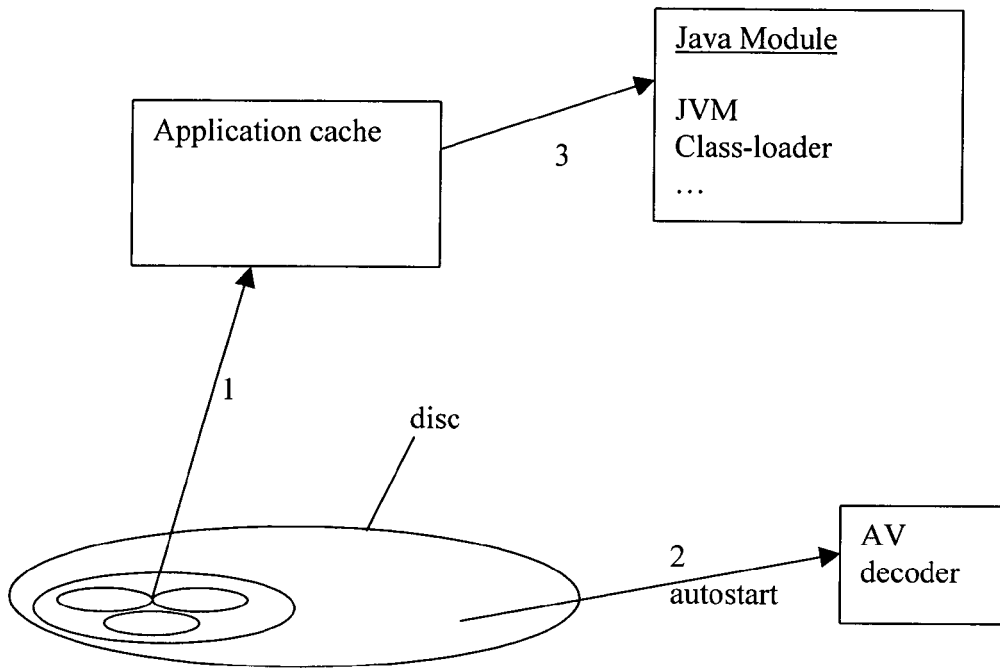 Java Module
JVM
Class-loader
...
Application cache
3
1
disc
2
autostart
AV
decoder